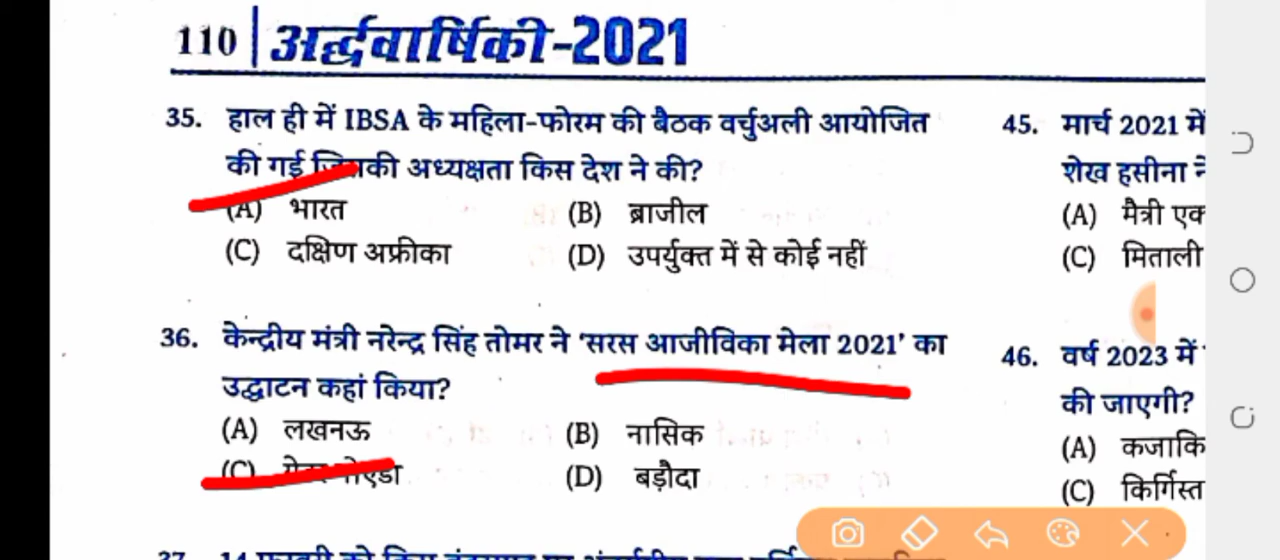 110 अर्द्धवार्षिकी-2021
35. हाल ही में IBSA के महिला-फोरम की बैठक वर्चुअली आयोजित
की गई जिसकी अध्यक्षता किस देश ने की?
(A) भारत (B) ब्राजील
(C) दक्षिण अफ्रीका (D) उपर्युक्त में से कोई नहीं
36. केन्द्रीय मंत्री नरेन्द्र सिंह तोमर ने ‘सरस आजीविका मेला 2021’ का
उद्घाटन कहां किया?
(A) लखनऊ (B) नासिक
(C) ग्रेटर नोएडा (D) बड़ौदा
45. मार्च 2021 में
शेख हसीना ने
(A) मैत्री एक
(C) मिताली
46. वर्ष 2023 में
की जाएगी?
(A) कजाकि
(C) किर्गिस्त